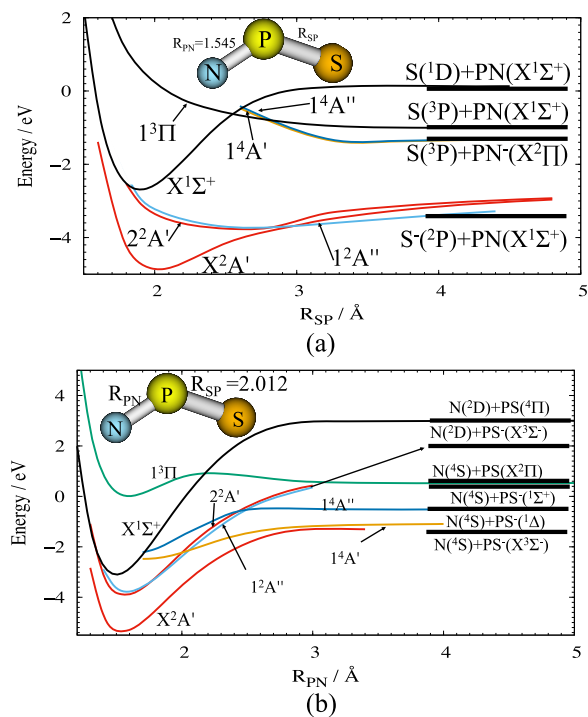 2
0
-2
-4
Energy / eV
2
3
4
5
R_SP / Å
R_PN=1.545
R_SP
N
P
S
1³Π
1⁴A''
1⁴A'
X¹Σ⁺
2²A'
X²A'
1²A''
S(¹D)+PN(X¹Σ⁺)
S(³P)+PN(X¹Σ⁺)
S(³P)+PN⁻(X²Π)
S⁻(²P)+PN(X¹Σ⁺)
(a)
4
2
0
-2
-4
Energy / eV
2
3
4
5
R_PN / Å
R_PN
R_SP=2.012
N
P
S
1³Π
X¹Σ⁺
2²A'
1⁴A''
1²A''
1⁴A'
X²A'
N(²D)+PS(⁴Π)
N(²D)+PS⁻(X³Σ⁻)
N(⁴S)+PS(X²Π)
N(⁴S)+PS⁻(¹Σ⁺)
N(⁴S)+PS⁻(¹Δ)
N(⁴S)+PS⁻(X³Σ⁻)
(b)